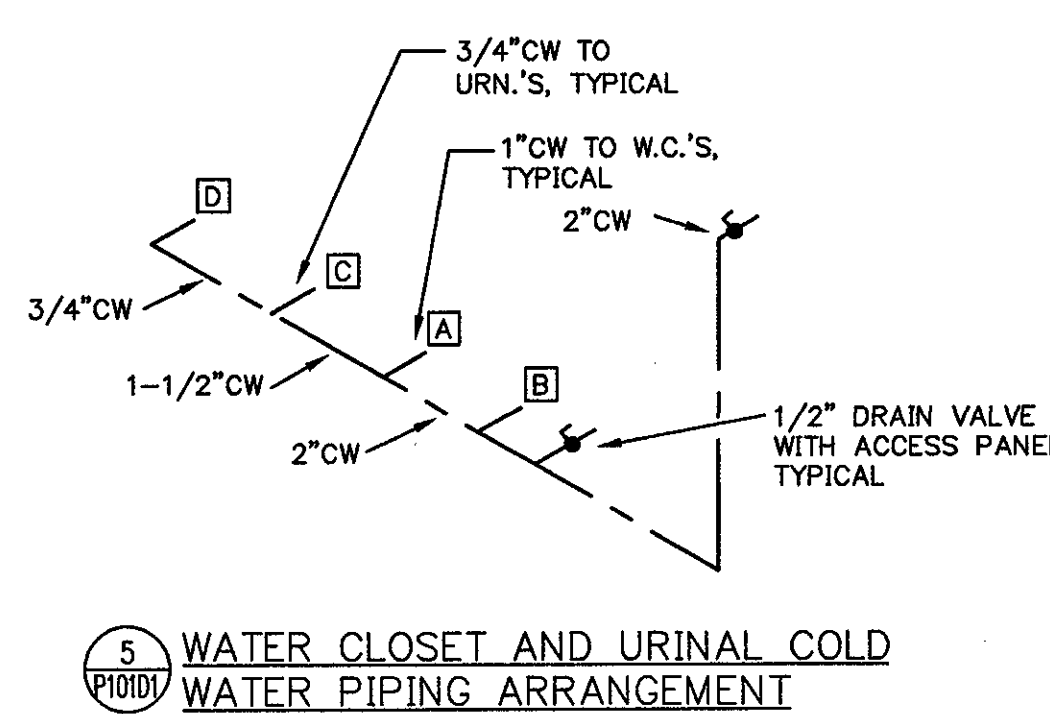 3/4"CW TO
URN.'S, TYPICAL
1"CW TO W.C.'S,
TYPICAL
2"CW
D
C
3/4"CW
A
1-1/2"CW
B
2"CW
1/2" DRAIN VALVE
WITH ACCESS PANEL
TYPICAL
5
P101D1
WATER CLOSET AND URINAL COLD
WATER PIPING ARRANGEMENT